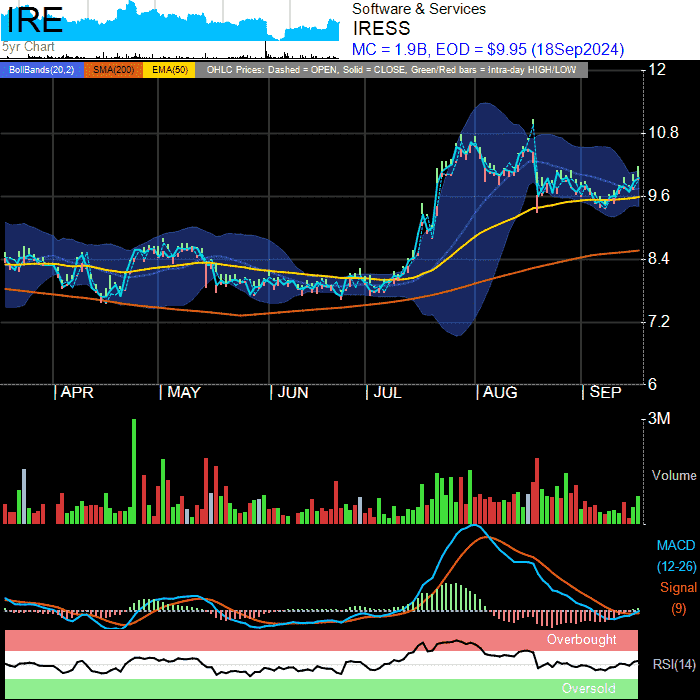 IRE
5yr Chart
Software & Services
IRESS
MC = 1.9B, EOD = $9.95 (18Sep2024)
BollBands(20,2) SMA(200) EMA(50) OHLC Prices: Dashed = OPEN, Solid = CLOSE, Green/Red bars = Intra-day HIGH/LOW
12
10.8
9.6
8.4
7.2
6
APR MAY JUN JUL AUG SEP
3M
Volume
MACD
(12-26)
Signal
(9)
Overbought
RSI(14)
Oversold